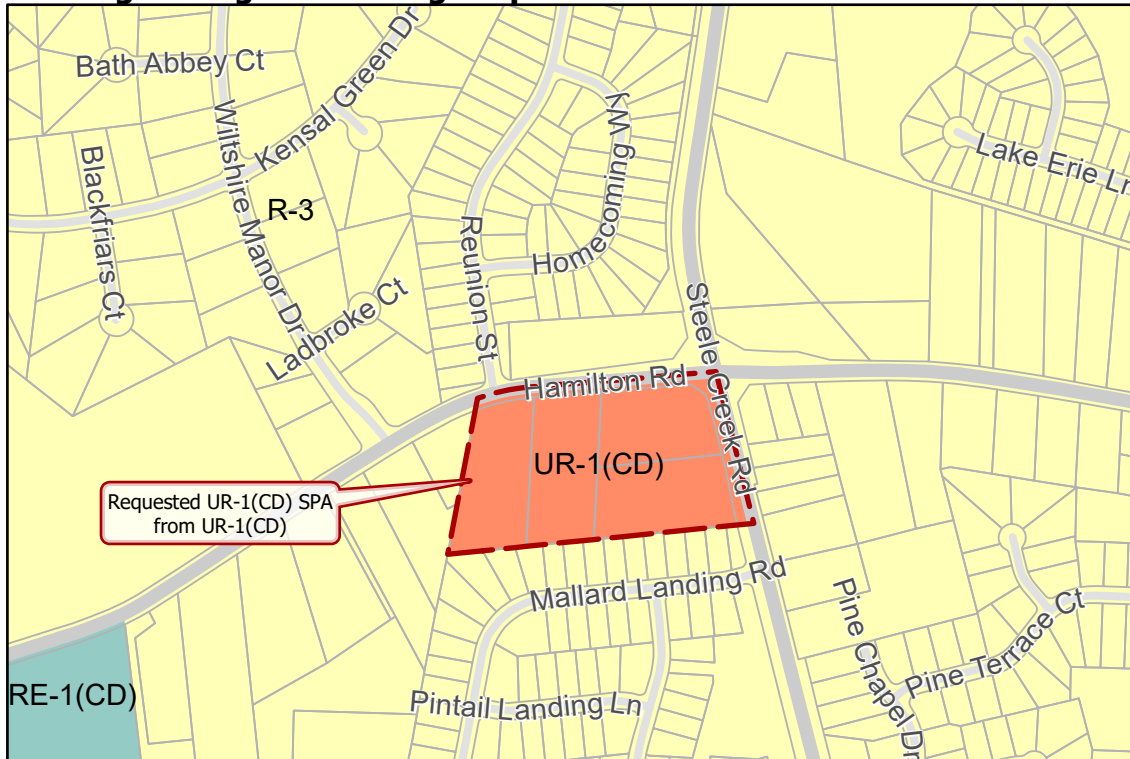 Bath Abbey Ct
Kensal Green Dr
Wiltshire Manor Dr
Blackfriars Ct
R-3
Ladbroke Ct
Reunion St
Homecoming Wy
Steele Creek Rd
Lake Erie Ln
Hamilton Rd
UR-1(CD)
Requested UR-1(CD) SPA
from UR-1(CD)
Mallard Landing Rd
Pine Chapel Dr
Pine Terrace Ct
Pintail Landing Ln
RE-1(CD)